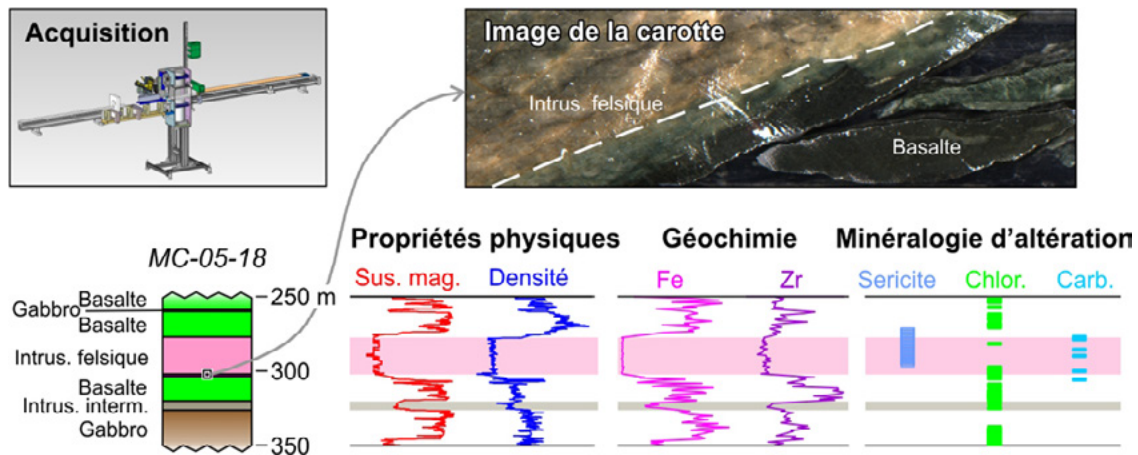 Acquisition
Image de la carotte
Intrus. felsique
Basalte
MC-05-18
Basalte
Gabbro
Basalte
Intrus. felsique
Basalte
Intrus. interm.
Gabbro
250 m
300
350
Propriétés physiques
Sus. mag.
Densité
Géochimie
Fe
Zr
Minéralogie d'altération
Sericite
Chlor.
Carb.